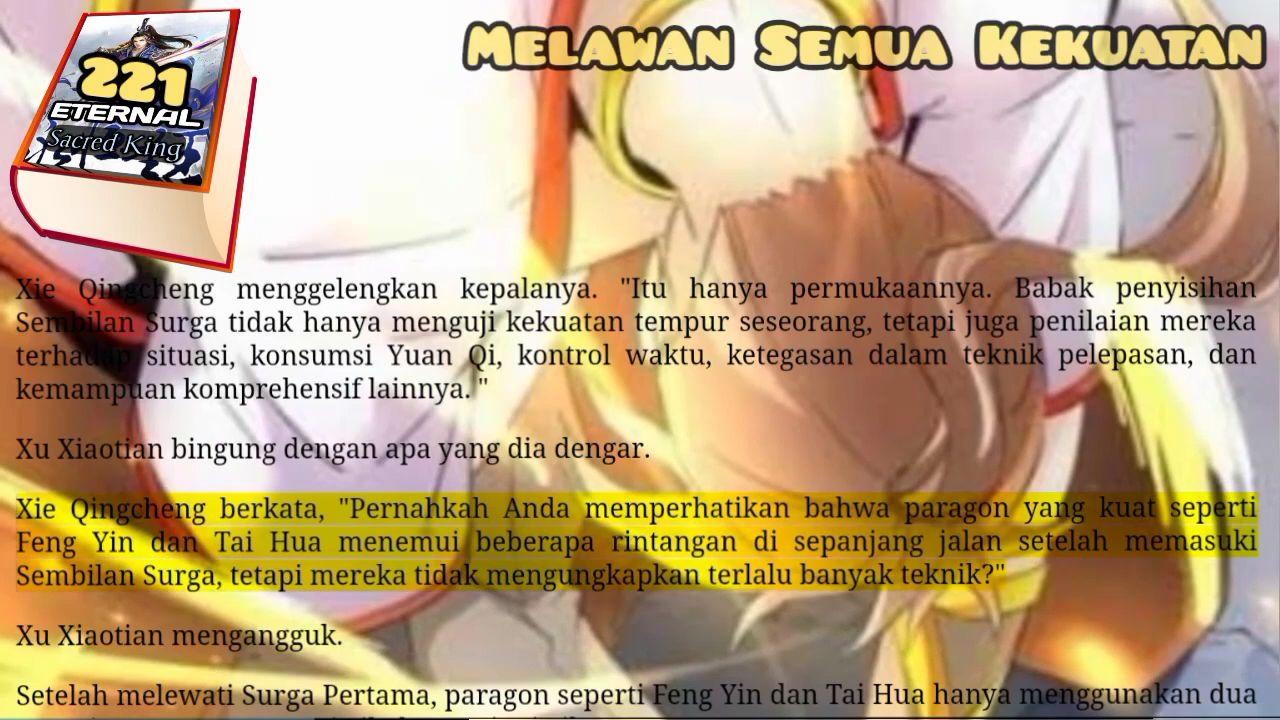 MELAWAN SEMUA KEKUATAN
221
ETERNAL
Sacred King
Xie Qingcheng menggelengkan kepalanya. "Itu hanya permukaannya. Babak penyisihan
Sembilan Surga tidak hanya menguji kekuatan tempur seseorang, tetapi juga penilaian mereka
terhadap situasi, konsumsi Yuan Qi, kontrol waktu, ketegasan dalam teknik pelepasan, dan
kemampuan komprehensif lainnya. "
Xu Xiaotian bingung dengan apa yang dia dengar.
Xie Qingcheng berkata, "Pernahkah Anda memperhatikan bahwa paragon yang kuat seperti
Feng Yin dan Tai Hua menemui beberapa rintangan di sepanjang jalan setelah memasuki
Sembilan Surga, tetapi mereka tidak mengungkapkan terlalu banyak teknik?"
Xu Xiaotian mengangguk.
Setelah melewati Surga Pertama, paragon seperti Feng Yin dan Tai Hua hanya menggunakan dua